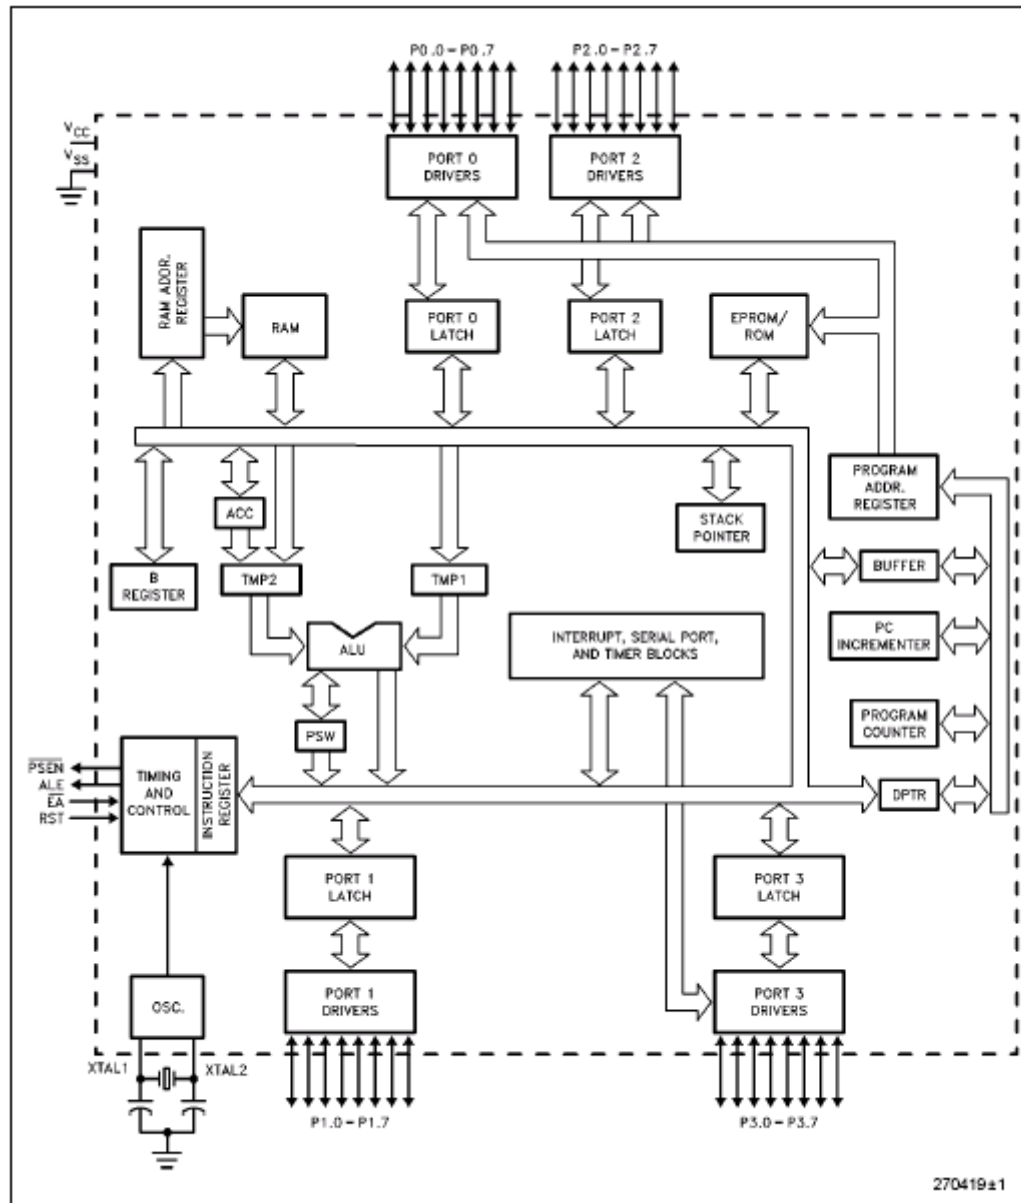 P0.0-P0.7
P2.0-P2.7
VCC
VSS
PORT 0
DRIVERS
PORT 2
DRIVERS
RAM ADDR.
REGISTER
RAM
PORT 0
LATCH
PORT 2
LATCH
EPROM/
ROM
PROGRAM
ADDR.
REGISTER
ACC
STACK
POINTER
B
REGISTER
TMP2
TMP1
BUFFER
ALU
INTERRUPT, SERIAL PORT,
AND TIMER BLOCKS
PC
INCREMENTER
PSW
PROGRAM
COUNTER
PSEN
ALE
EA
RST
TIMING
AND
CONTROL
INSTRUCTION
REGISTER
DPTR
PORT 1
LATCH
PORT 3
LATCH
OSC.
PORT 1
DRIVERS
PORT 3
DRIVERS
XTAL1
XTAL2
P1.0-P1.7
P3.0-P3.7
270419±1